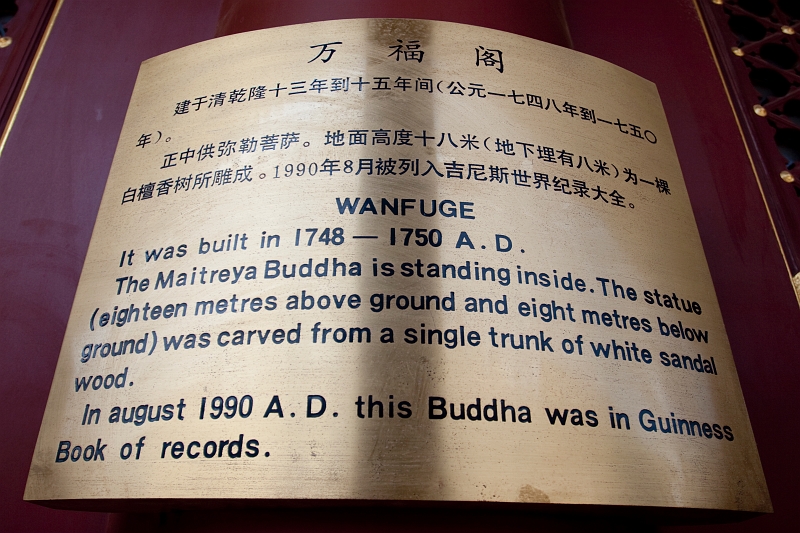 万福阁
建于清乾隆十三年到十五年间（公元一七四八年到一七五〇
年）。
正中供弥勒菩萨。地面高度十八米（地下埋有八米）为一棵
白檀香树所雕成。1990年8月被列入吉尼斯世界纪录大全。
WANFUGE
It was built in 1748 — 1750 A.D.
The Maitreya Buddha is standing inside. The statue
(eighteen metres above ground and eight metres below
ground) was carved from a single trunk of white sandal
wood.
In august 1990 A.D. this Buddha was in Guinness
Book of records.